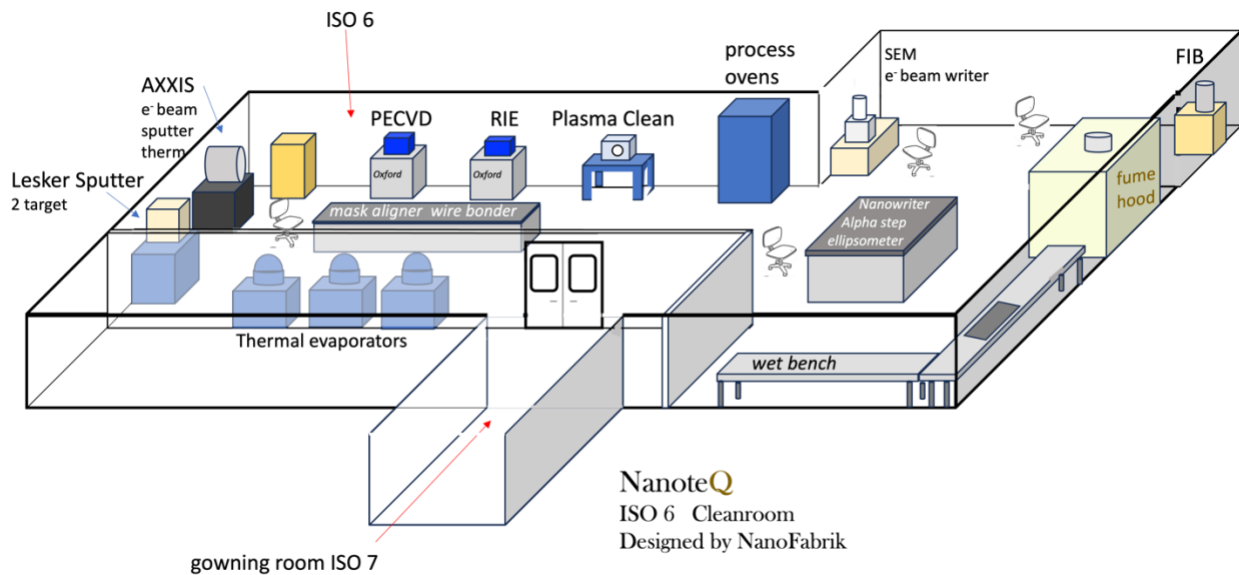 ISO 6
AXXIS
e⁻ beam
sputter
therm
PECVD
RIE
Plasma Clean
process
ovens
SEM
e⁻ beam writer
FIB
Lesker Sputter
2 target
Oxford
Oxford
mask aligner wire bonder
Nanowriter
Alpha step
ellipsometer
fume
hood
Thermal evaporators
wet bench
NanoteQ
ISO 6 Cleanroom
Designed by NanoFabrik
gowning room ISO 7